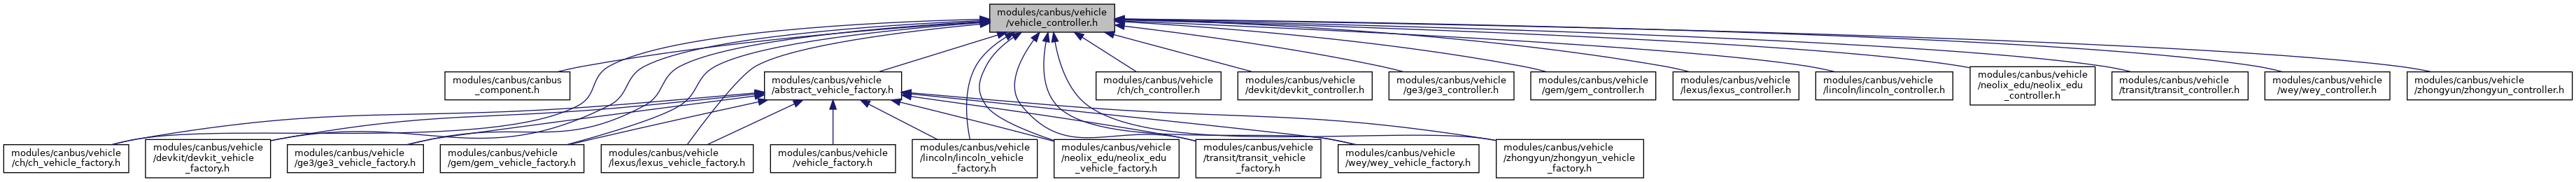 modules/canbus/vehicle
/vehicle_controller.h
modules/canbus/canbus
_component.h
modules/canbus/vehicle
/abstract_vehicle_factory.h
modules/canbus/vehicle
/ch/ch_controller.h
modules/canbus/vehicle
/devkit/devkit_controller.h
modules/canbus/vehicle
/ge3/ge3_controller.h
modules/canbus/vehicle
/gem/gem_controller.h
modules/canbus/vehicle
/lexus/lexus_controller.h
modules/canbus/vehicle
/lincoln/lincoln_controller.h
modules/canbus/vehicle
/neolix_edu/neolix_edu
_controller.h
modules/canbus/vehicle
/transit/transit_controller.h
modules/canbus/vehicle
/wey/wey_controller.h
modules/canbus/vehicle
/zhongyun/zhongyun_controller.h
modules/canbus/vehicle
/ch/ch_vehicle_factory.h
modules/canbus/vehicle
/devkit/devkit_vehicle
_factory.h
modules/canbus/vehicle
/ge3/ge3_vehicle_factory.h
modules/canbus/vehicle
/gem/gem_vehicle_factory.h
modules/canbus/vehicle
/lexus/lexus_vehicle_factory.h
modules/canbus/vehicle
/vehicle_factory.h
modules/canbus/vehicle
/lincoln/lincoln_vehicle
_factory.h
modules/canbus/vehicle
/neolix_edu/neolix_edu
_vehicle_factory.h
modules/canbus/vehicle
/transit/transit_vehicle
_factory.h
modules/canbus/vehicle
/wey/wey_vehicle_factory.h
modules/canbus/vehicle
/zhongyun/zhongyun_vehicle
_factory.h